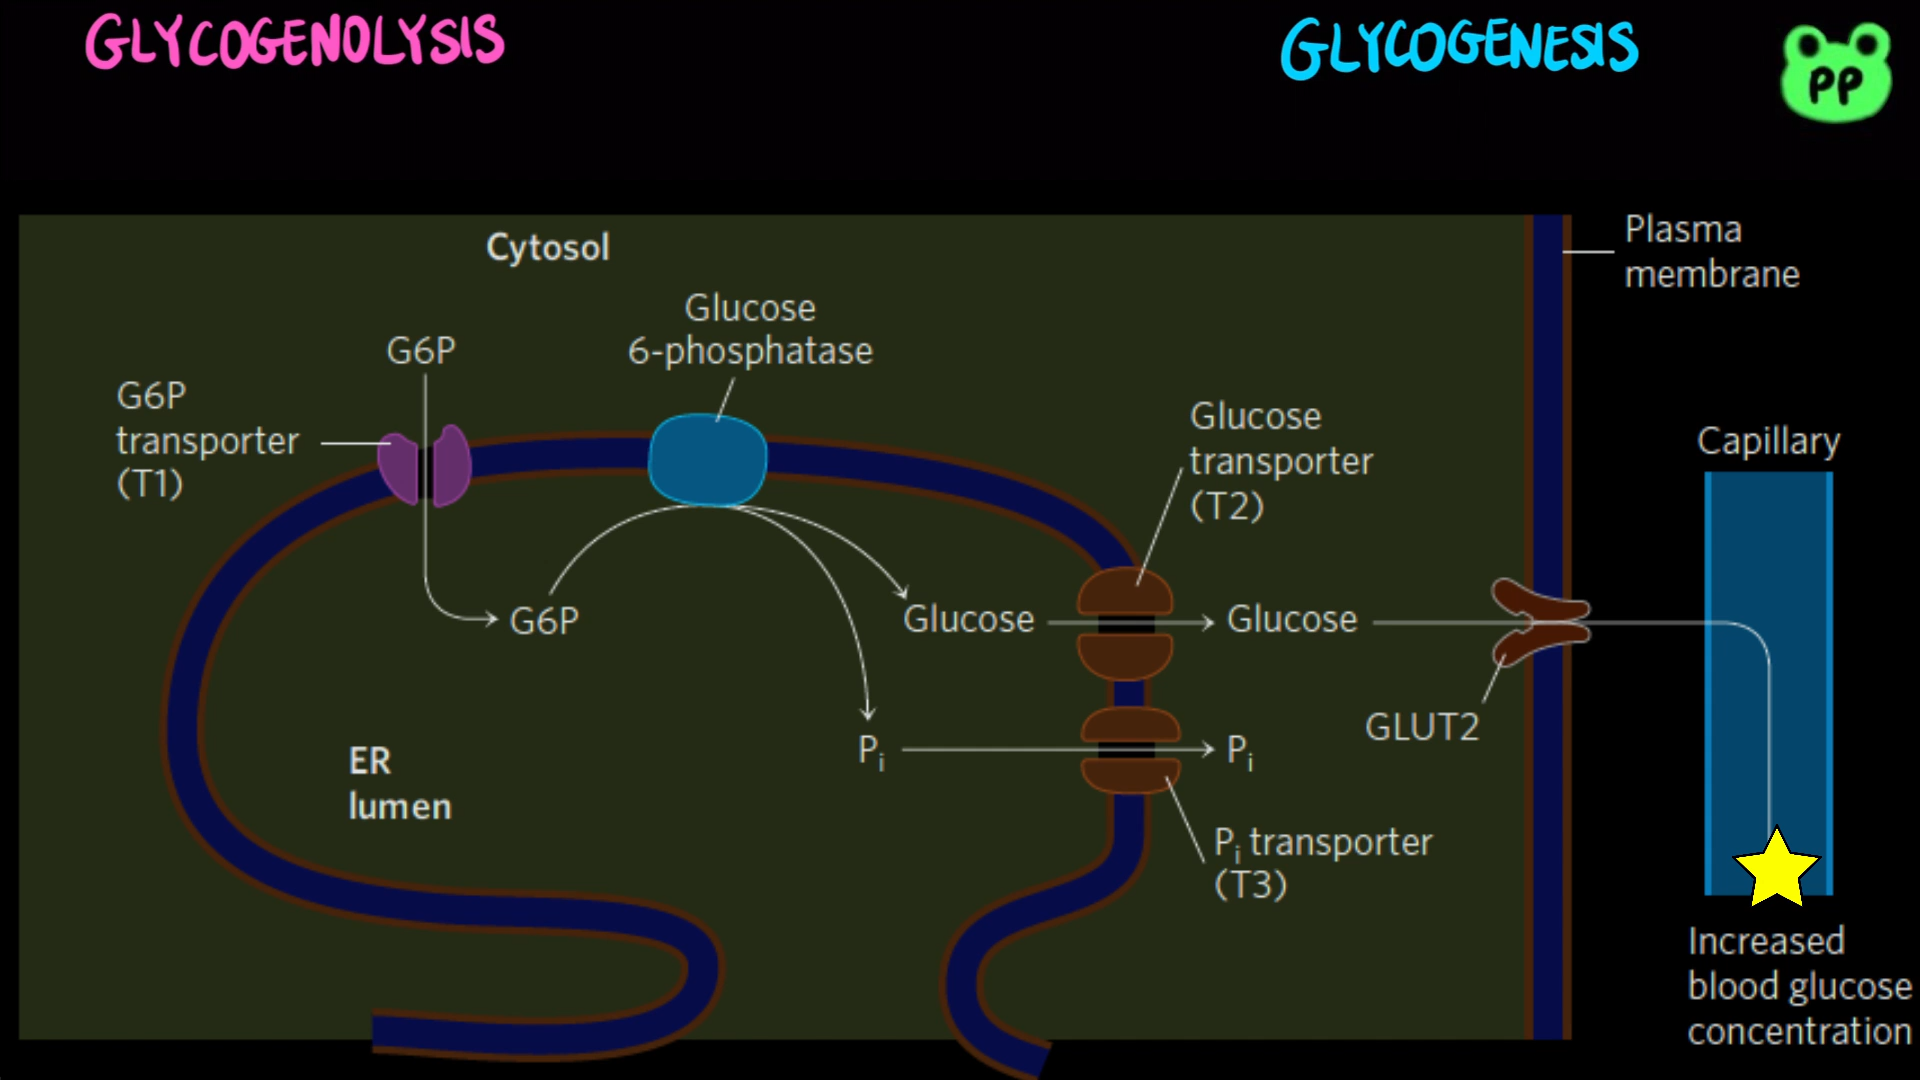 GLYCOGENOLYSIS
GLYCOGENESIS
PP
Cytosol
Plasma
membrane
Glucose
6-phosphatase
G6P
G6P
transporter
(T1)
Glucose
transporter
(T2)
Capillary
G6P
Glucose
Glucose
GLUT2
Pi
Pi
ER
lumen
Pi transporter
(T3)
Increased
blood glucose
concentration